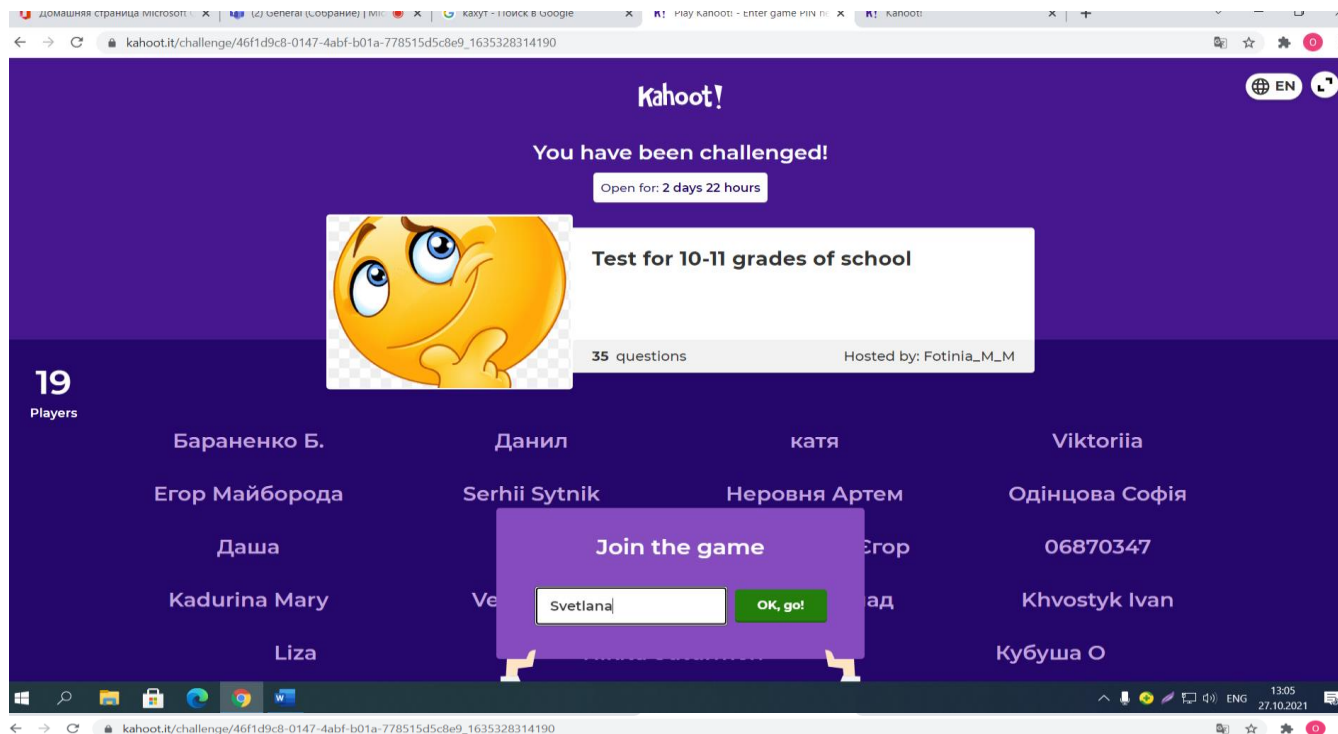 Домашняя страница Microsoft
(2) General (Собрание) | Mic
кахут - Поиск в Google
K! Play Kahoot! - Enter game PIN h
K! Kahoot!
kahoot.it/challenge/46f1d9c8-0147-4abf-b01a-778515d5c8e9_1635328314190
O
Kahoot!
EN
You have been challenged!
Open for: 2 days 22 hours
Test for 10-11 grades of school
35 questions Hosted by: Fotinia_M_M
19
Players
Бараненко Б. Данил катя Viktoriia
Егор Майборода Serhii Sytnik Неровня Артем Одінцова Софія
Даша Єгор 06870347
Join the game
Kadurina Mary Ve ад Khvostyk Ivan
Svetlana OK, go!
Liza Кубуша О
W ENG 13:05
27.10.2021
kahoot.it/challenge/46f1d9c8-0147-4abf-b01a-778515d5c8e9_1635328314190